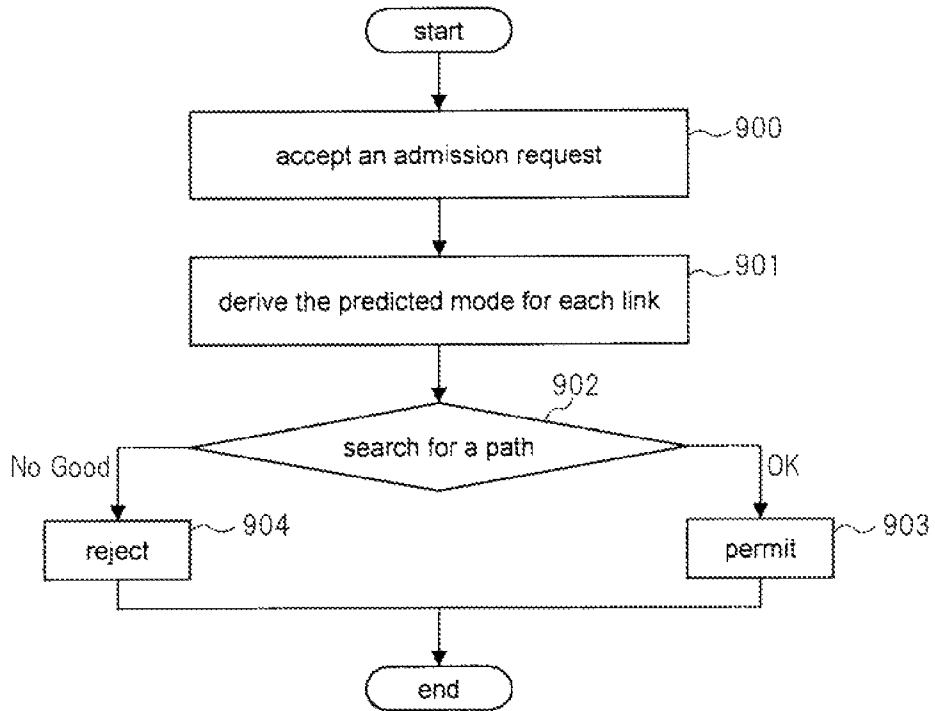 start
accept an admission request
900
derive the predicted mode for each link
901
902
search for a path
No Good
OK
reject
904
permit
903
end